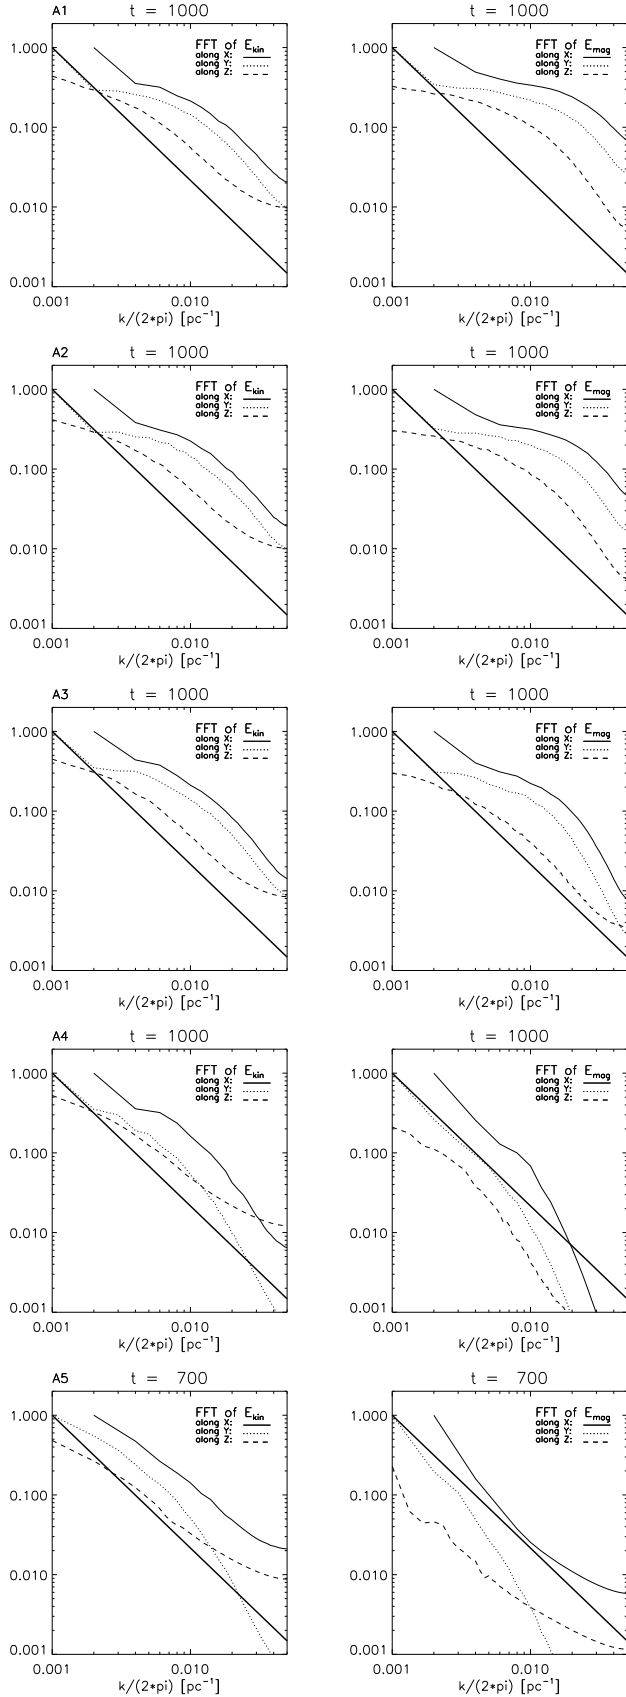 A1 t = 1000
FFT of E_kin
along X:
along Y:
along Z:
1.000
0.100
0.010
0.001
0.001 0.010
k/(2*pi) [pc⁻¹]
t = 1000
FFT of E_mag
along X:
along Y:
along Z:
1.000
0.100
0.010
0.001
0.001 0.010
k/(2*pi) [pc⁻¹]
A2 t = 1000
FFT of E_kin
along X:
along Y:
along Z:
1.000
0.100
0.010
0.001
0.001 0.010
k/(2*pi) [pc⁻¹]
t = 1000
FFT of E_mag
along X:
along Y:
along Z:
1.000
0.100
0.010
0.001
0.001 0.010
k/(2*pi) [pc⁻¹]
A3 t = 1000
FFT of E_kin
along X:
along Y:
along Z:
1.000
0.100
0.010
0.001
0.001 0.010
k/(2*pi) [pc⁻¹]
t = 1000
FFT of E_mag
along X:
along Y:
along Z:
1.000
0.100
0.010
0.001
0.001 0.010
k/(2*pi) [pc⁻¹]
A4 t = 1000
FFT of E_kin
along X:
along Y:
along Z:
1.000
0.100
0.010
0.001
0.001 0.010
k/(2*pi) [pc⁻¹]
t = 1000
FFT of E_mag
along X:
along Y:
along Z:
1.000
0.100
0.010
0.001
0.001 0.010
k/(2*pi) [pc⁻¹]
A5 t = 700
FFT of E_kin
along X:
along Y:
along Z:
1.000
0.100
0.010
0.001
0.001 0.010
k/(2*pi) [pc⁻¹]
t = 700
FFT of E_mag
along X:
along Y:
along Z:
1.000
0.100
0.010
0.001
0.001 0.010
k/(2*pi) [pc⁻¹]